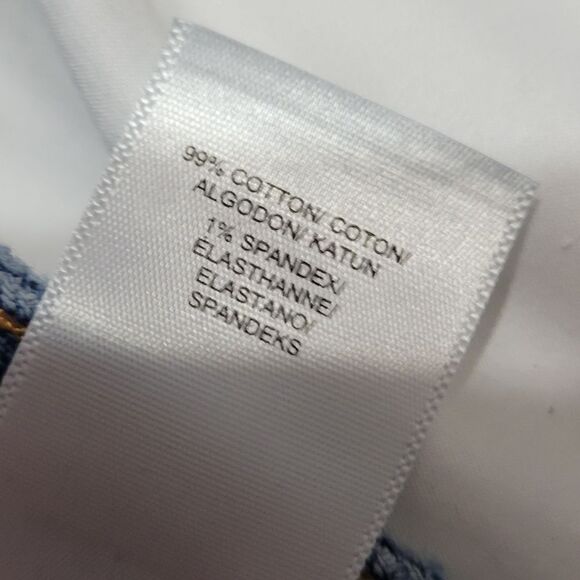 99% COTTON/ COTON/
ALGODON/ KATUN
1% SPANDEX/
ELASTHANNE/
ELASTANO/
SPANDEKS